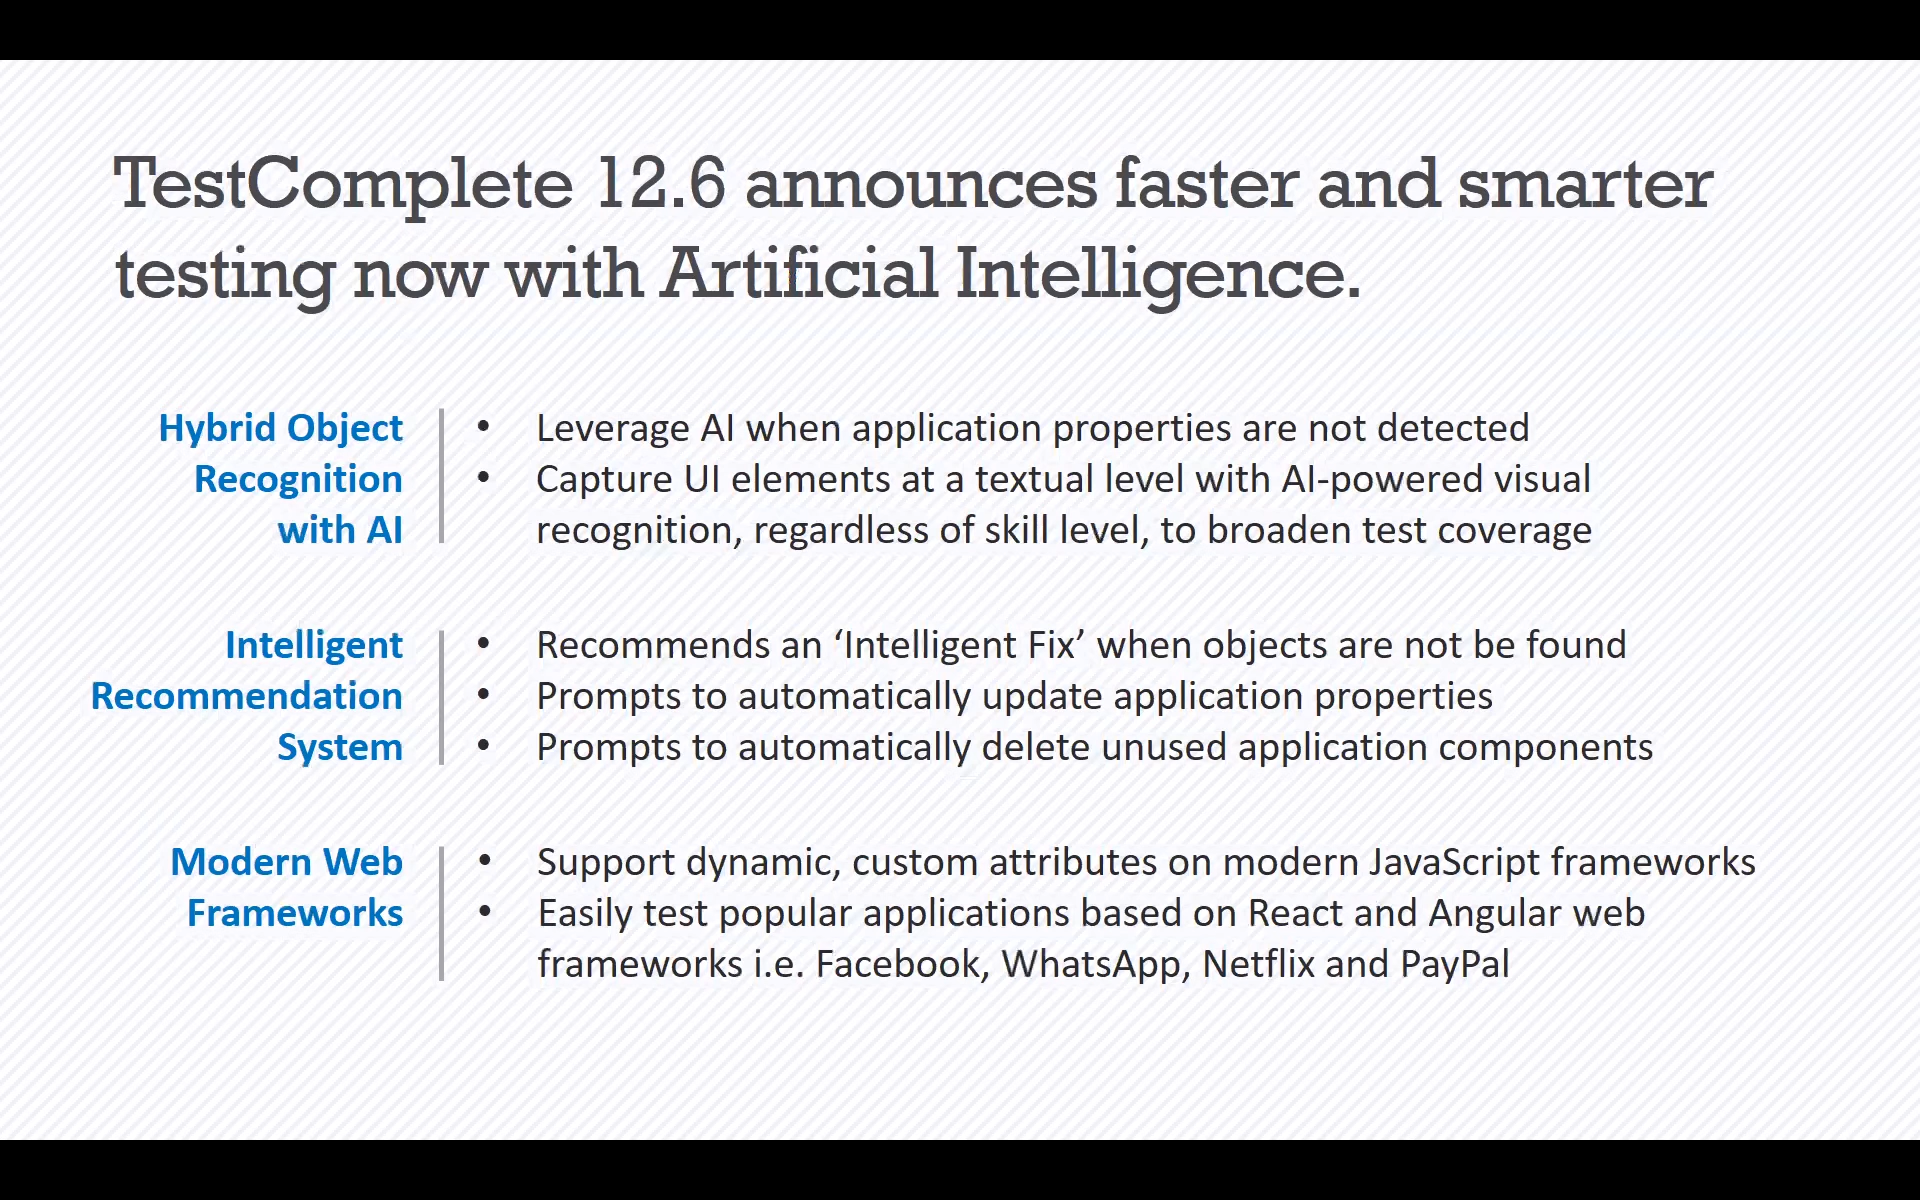 TestComplete 12.6 announces faster and smarter
testing now with Artificial Intelligence.
Hybrid Object
Recognition
with AI
• Leverage AI when application properties are not detected
• Capture UI elements at a textual level with AI-powered visual
recognition, regardless of skill level, to broaden test coverage
Intelligent
Recommendation
System
• Recommends an ‘Intelligent Fix’ when objects are not be found
• Prompts to automatically update application properties
• Prompts to automatically delete unused application components
Modern Web
Frameworks
• Support dynamic, custom attributes on modern JavaScript frameworks
• Easily test popular applications based on React and Angular web
frameworks i.e. Facebook, WhatsApp, Netflix and PayPal